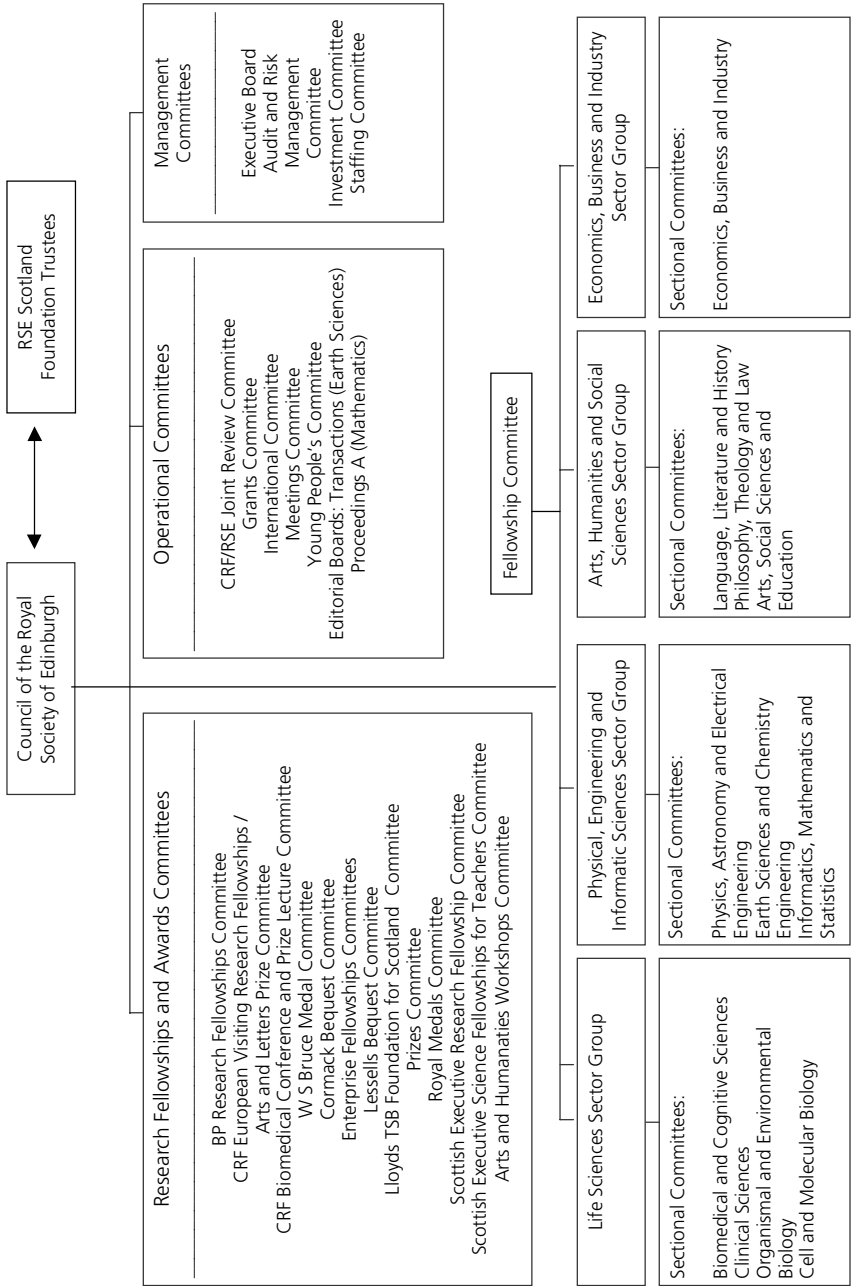 Council of the Royal
Society of Edinburgh
RSE Scotland
Foundation Trustees
Research Fellowships and Awards Committees
BP Research Fellowships Committee
CRF European Visiting Research Fellowships /
Arts and Letters Prize Committee
CRF Biomedical Conference and Prize Lecture Committee
W S Bruce Medal Committee
Cormack Bequest Committee
Enterprise Fellowships Committees
Lessells Bequest Committee
Lloyds TSB Foundation for Scotland Committee
Prizes Committee
Royal Medals Committee
Scottish Executive Research Fellowship Committee
Scottish Executive Science Fellowships for Teachers Committee
Arts and Humanaties Workshops Committee
Operational Committees
CRF/RSE Joint Review Committee
Grants Committee
International Committee
Meetings Committee
Young People's Committee
Editorial Boards: Transactions (Earth Sciences)
Proceedings A (Mathematics)
Management
Committees
Executive Board
Audit and Risk
Management
Committee
Investment Committee
Staffing Committee
Fellowship Committee
Life Sciences Sector Group
Sectional Committees:
Biomedical and Cognitive Sciences
Clinical Sciences
Organismal and Environmental
Biology
Cell and Molecular Biology
Physical, Engineering and
Informatic Sciences Sector Group
Sectional Committees:
Physics, Astronomy and Electrical
Engineering
Earth Sciences and Chemistry
Engineering
Informatics, Mathematics and
Statistics
Arts, Humanities and Social
Sciences Sector Group
Sectional Committees:
Language, Literature and History
Philosophy, Theology and Law
Arts, Social Sciences and
Education
Economics, Business and Industry
Sector Group
Sectional Committees:
Economics, Business and Industry